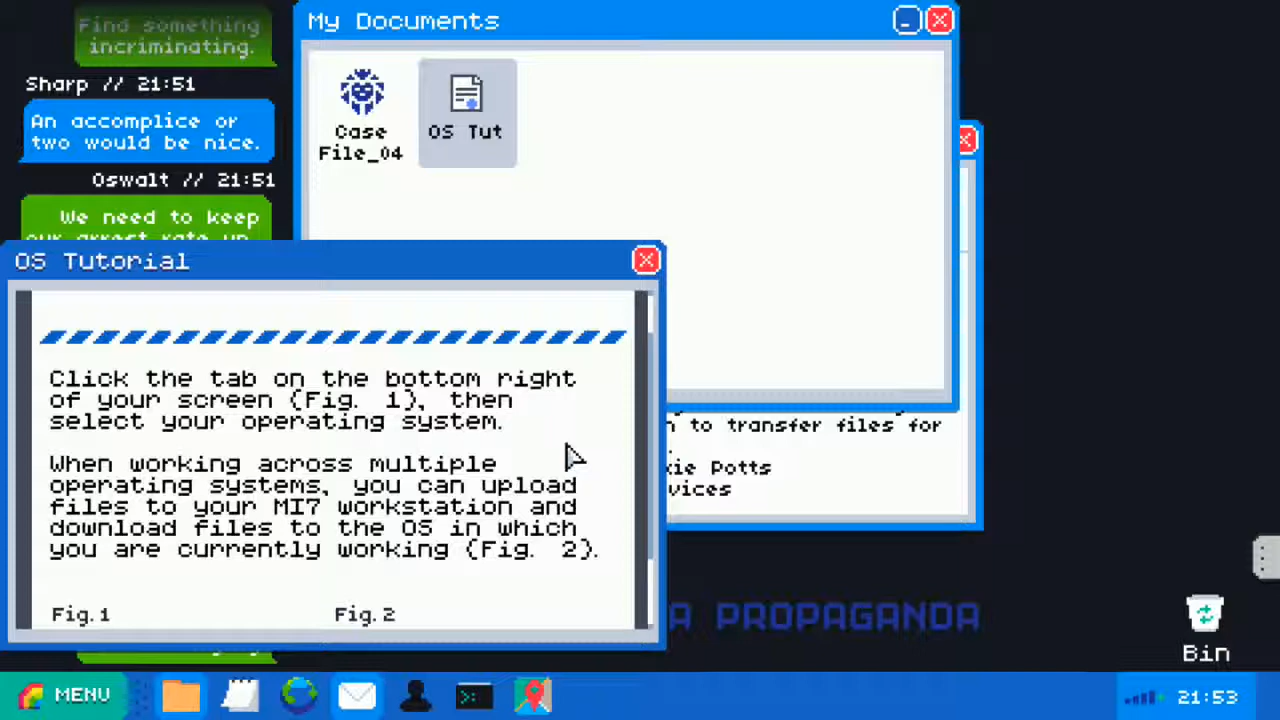 Find something
incriminating.
Sharp // 21:51
An accomplice or
two would be nice.
Oswalt // 21:51
We need to keep
our arrest rate up
My Documents
Case
File_04
OS Tut
OS Tutorial
Click the tab on the bottom right
of your screen (Fig. 1), then
select your operating system.
When working across multiple
operating systems, you can upload
files to your MI7 workstation and
download files to the OS in which
you are currently working (Fig. 2).
Fig.1
Fig.2
to transfer files for
Potts
PROPAGANDA
Bin
MENU
21:53